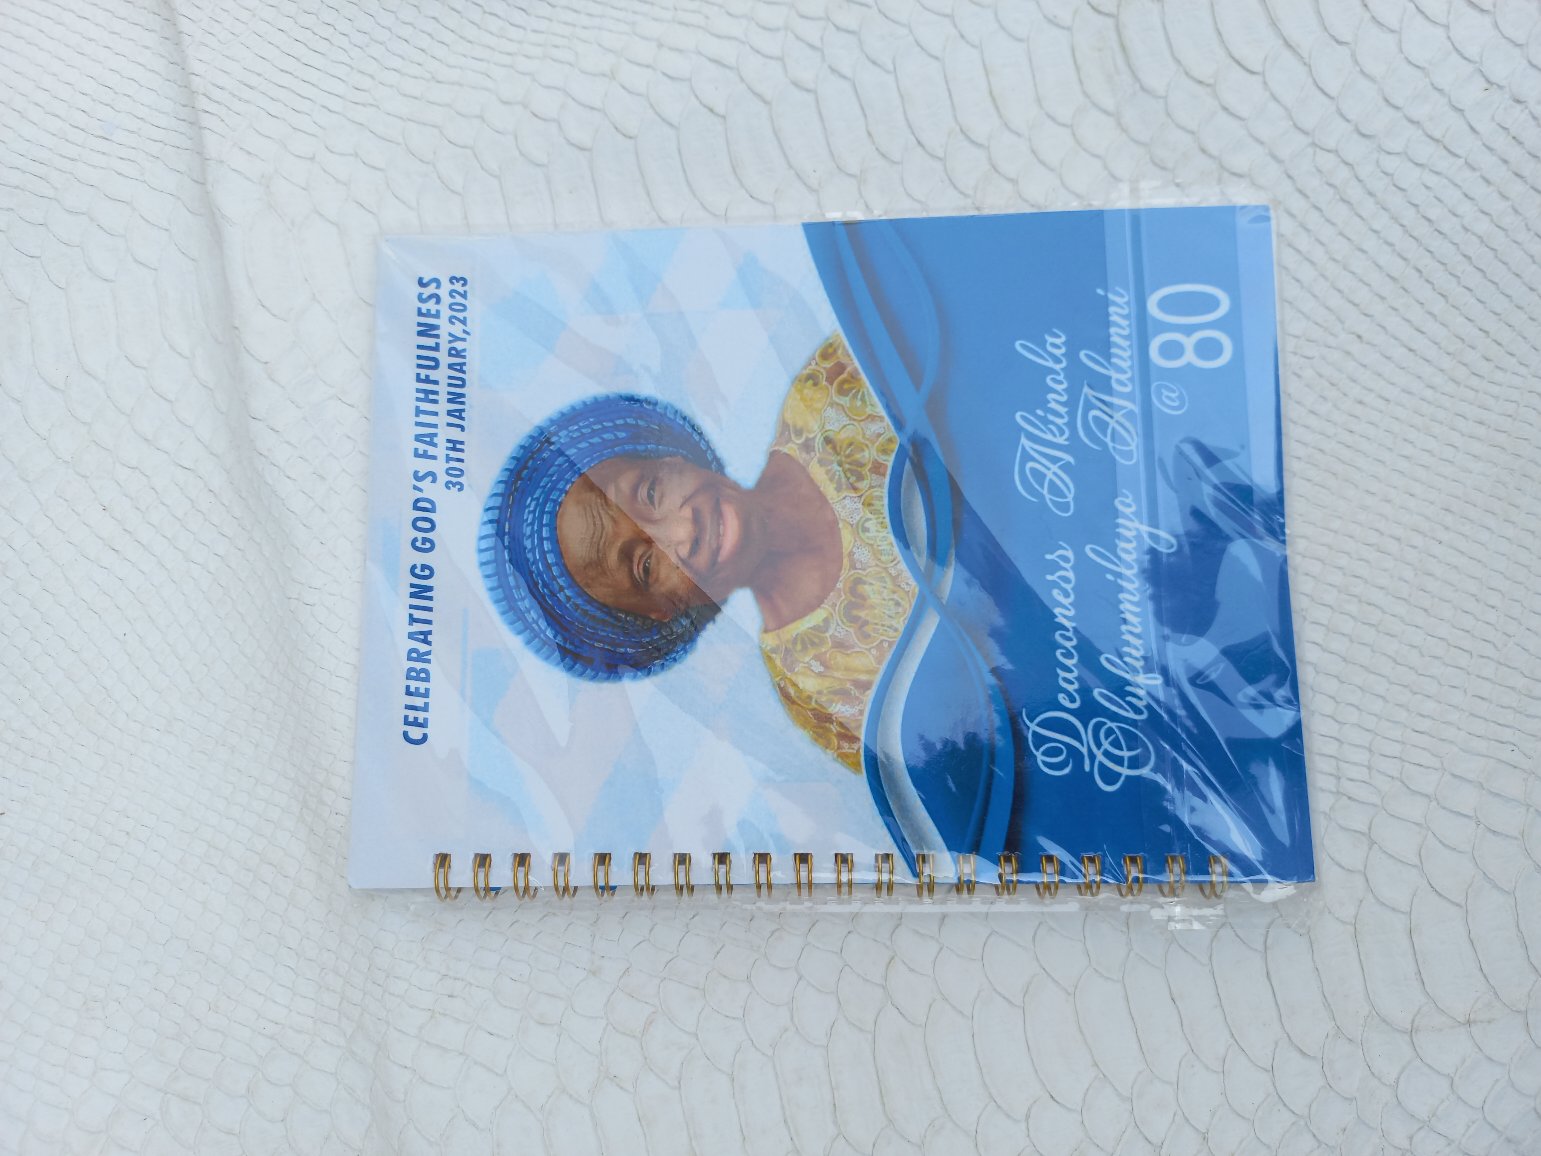 CELEBRATING GOD'S FAITHFULNESS
30TH JANUARY,2023
Deaconess Akinola
Olufunmilayo Adunni
@ 80